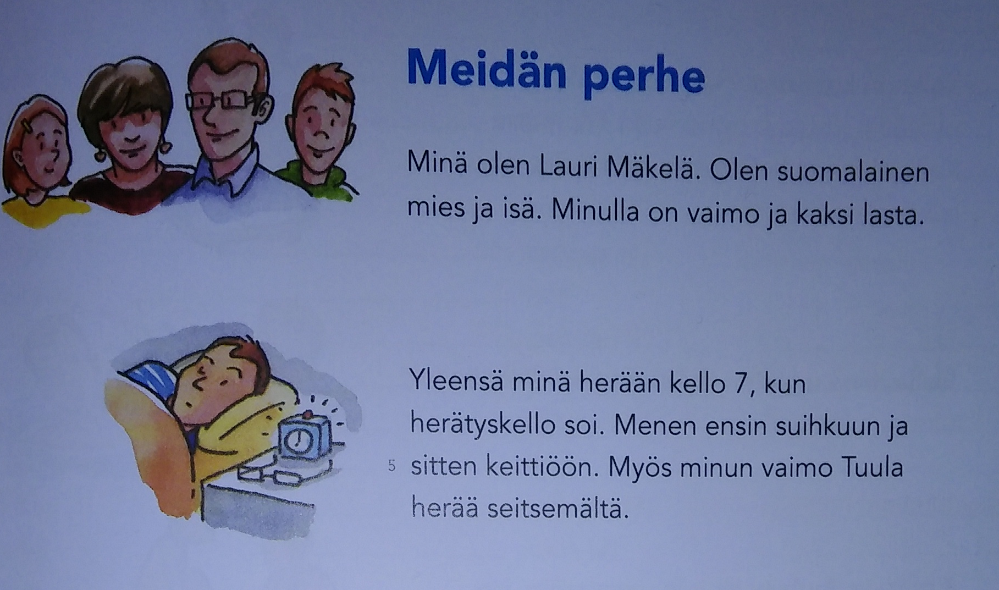 Meidän perhe
Minä olen Lauri Mäkelä. Olen suomalainen
mies ja isä. Minulla on vaimo ja kaksi lasta.
Yleensä minä herään kello 7, kun
herätyskello soi. Menen ensin suihkuun ja
5 sitten keittiöön. Myös minun vaimo Tuula
herää seitsemältä.